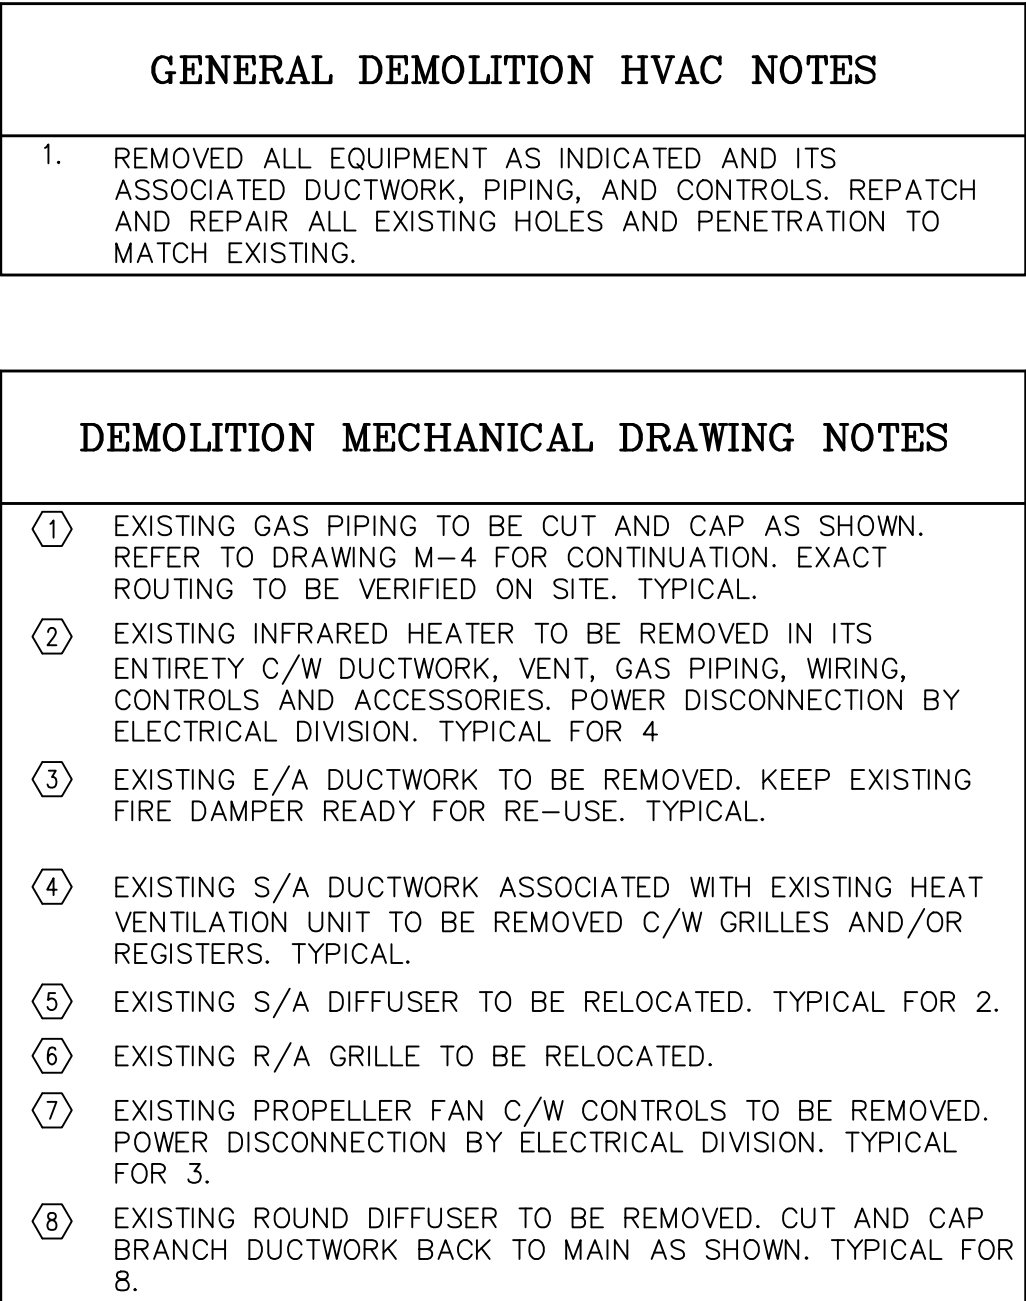 GENERAL DEMOLITION HVAC NOTES
1. REMOVED ALL EQUIPMENT AS INDICATED AND ITS
ASSOCIATED DUCTWORK, PIPING, AND CONTROLS. REPATCH
AND REPAIR ALL EXISTING HOLES AND PENETRATION TO
MATCH EXISTING.
DEMOLITION MECHANICAL DRAWING NOTES
1 EXISTING GAS PIPING TO BE CUT AND CAP AS SHOWN.
REFER TO DRAWING M-4 FOR CONTINUATION. EXACT
ROUTING TO BE VERIFIED ON SITE. TYPICAL.
2 EXISTING INFRARED HEATER TO BE REMOVED IN ITS
ENTIRETY C/W DUCTWORK, VENT, GAS PIPING, WIRING,
CONTROLS AND ACCESSORIES. POWER DISCONNECTION BY
ELECTRICAL DIVISION. TYPICAL FOR 4
3 EXISTING E/A DUCTWORK TO BE REMOVED. KEEP EXISTING
FIRE DAMPER READY FOR RE-USE. TYPICAL.
4 EXISTING S/A DUCTWORK ASSOCIATED WITH EXISTING HEAT
VENTILATION UNIT TO BE REMOVED C/W GRILLES AND/OR
REGISTERS. TYPICAL.
5 EXISTING S/A DIFFUSER TO BE RELOCATED. TYPICAL FOR 2.
6 EXISTING R/A GRILLE TO BE RELOCATED.
7 EXISTING PROPELLER FAN C/W CONTROLS TO BE REMOVED.
POWER DISCONNECTION BY ELECTRICAL DIVISION. TYPICAL
FOR 3.
8 EXISTING ROUND DIFFUSER TO BE REMOVED. CUT AND CAP
BRANCH DUCTWORK BACK TO MAIN AS SHOWN. TYPICAL FOR
8.